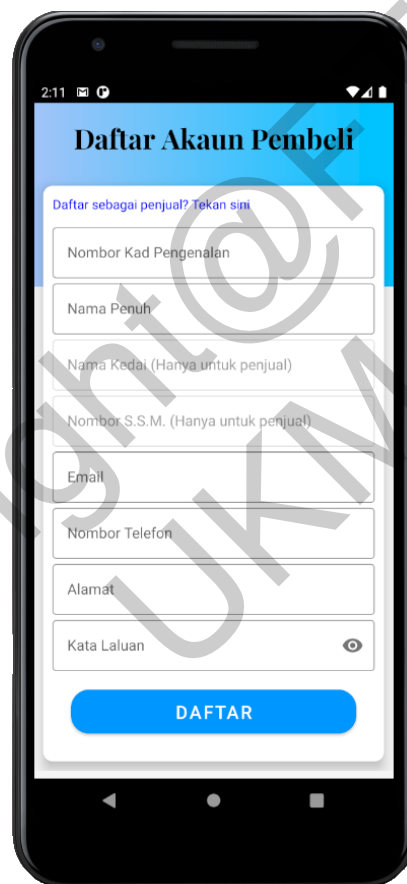 2:11
Daftar Akaun Pembeli
Daftar sebagai penjual? Tekan sini
Nombor Kad Pengenalan
Nama Penuh
Nama Kedai (Hanya untuk penjual)
Nombor S.S.M. (Hanya untuk penjual)
Email
Nombor Telefon
Alamat
Kata Laluan
DAFTAR
UKM